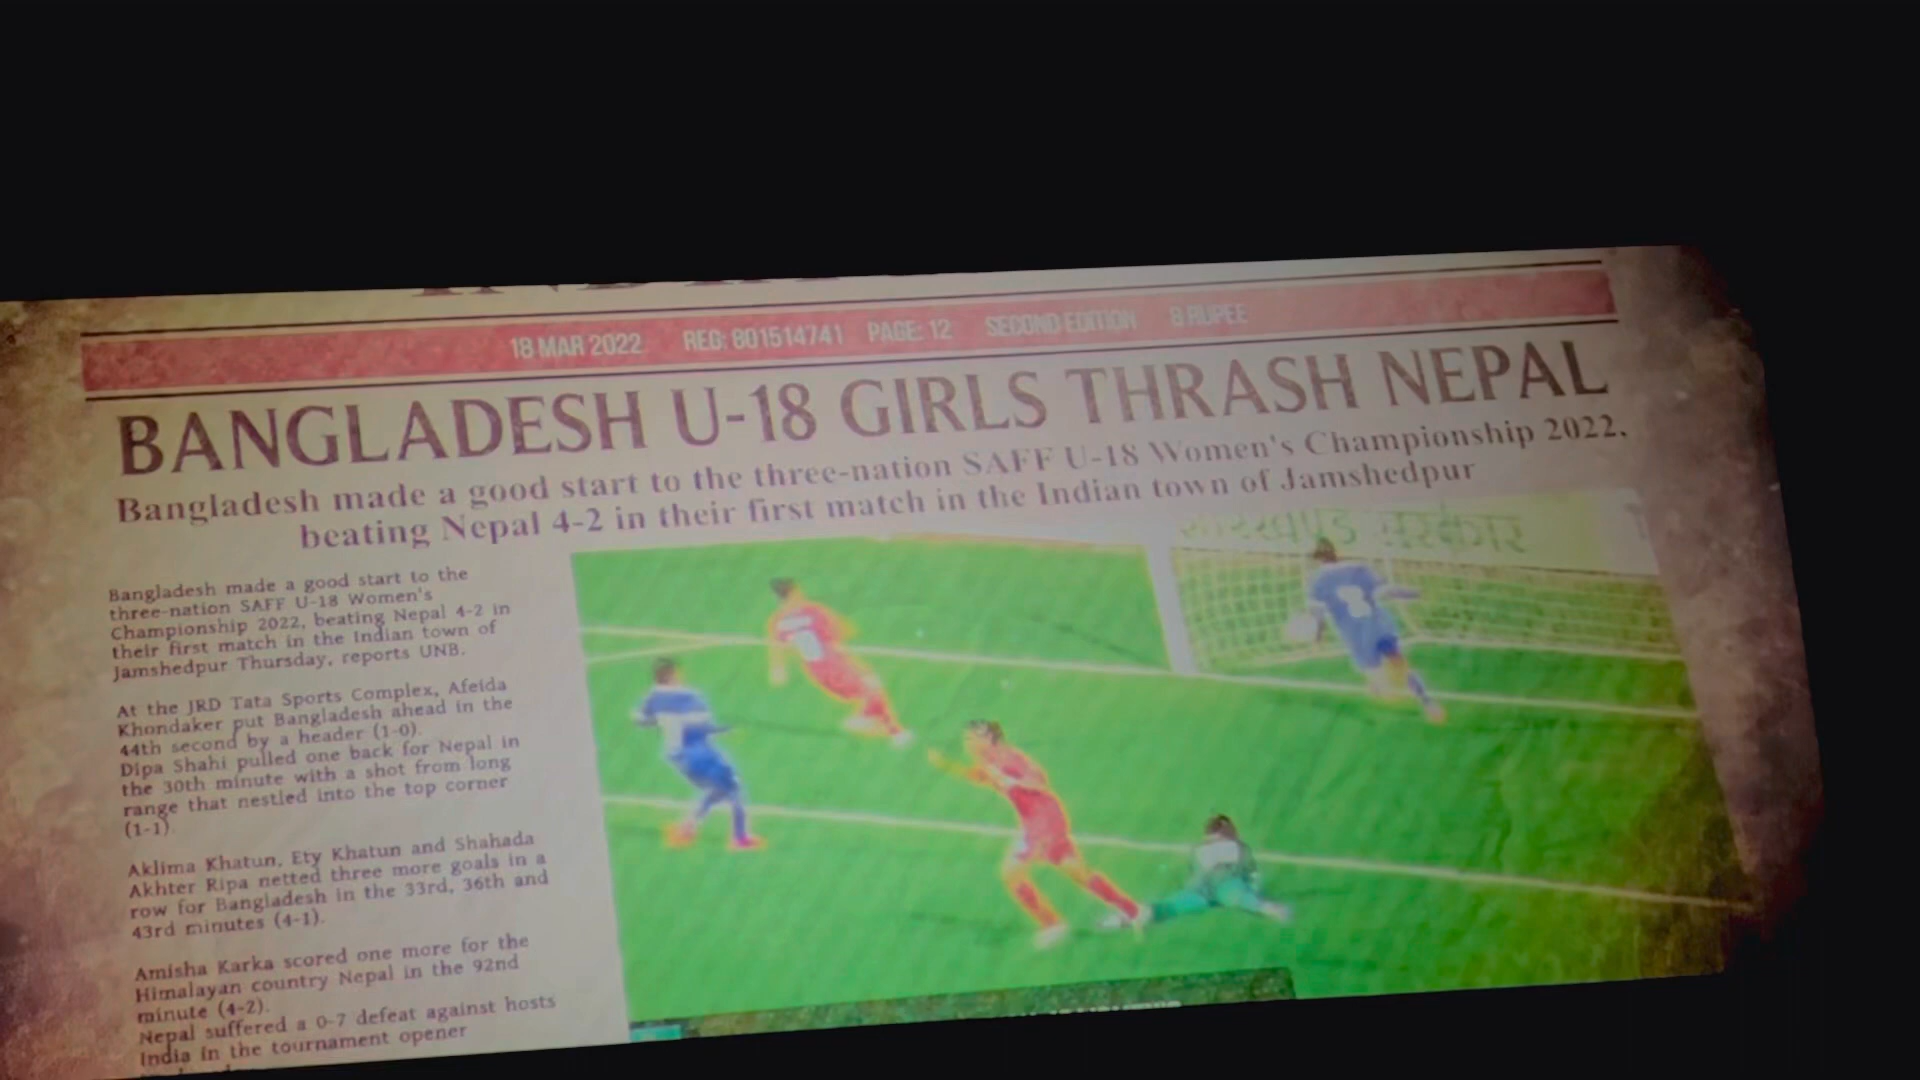 18 MAR 2022 REG: 801514741 PAGE: 12 SECOND EDITION 8 RUPEE
BANGLADESH U-18 GIRLS THRASH NEPAL
Bangladesh made a good start to the three-nation SAFF U-18 Women's Championship 2022,
beating Nepal 4-2 in their first match in the Indian town of Jamshedpur
Bangladesh made a good start to the
three-nation SAFF U-18 Women's
Championship 2022, beating Nepal 4-2 in
their first match in the Indian town of
Jamshedpur Thursday, reports UNB.
At the JRD Tata Sports Complex, Afeida
Khondaker put Bangladesh ahead in the
44th second by a header (1-0).
Dipa Shahi pulled one back for Nepal in
the 30th minute with a shot from long
range that nestled into the top corner
(1-1)
Aklima Khatun, Ety Khatun and Shahada
Akhter Ripa netted three more goals in a
row for Bangladesh in the 33rd, 36th and
43rd minutes (4-1).
Amisha Karka scored one more for the
Himalayan country Nepal in the 92nd
minute (4-2).
Nepal suffered a 0-7 defeat against hosts
India in the tournament opener
झारखण्ड सरकार
8